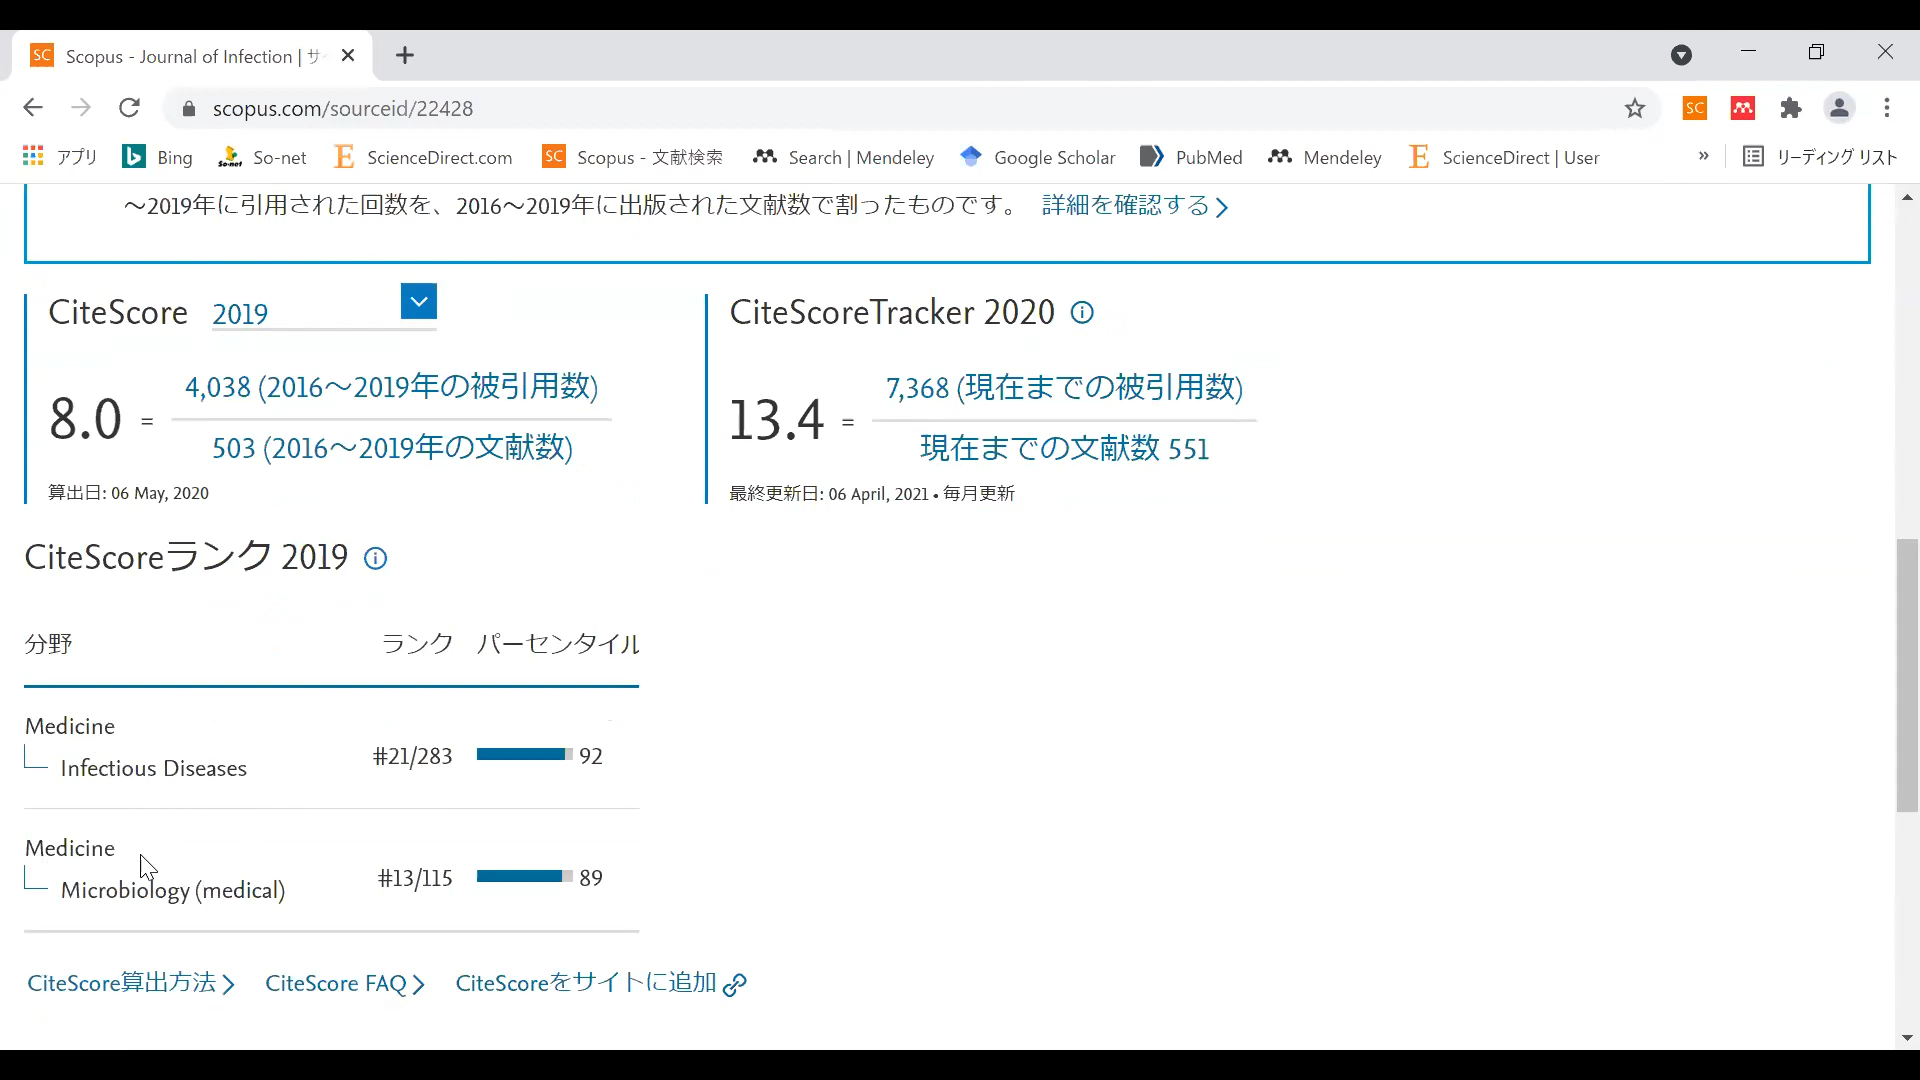 SC Scopus - Journal of Infection | サ
scopus.com/sourceid/22428
SC
アプリ Bing So-net ScienceDirect.com SC Scopus - 文献検索 Search | Mendeley Google Scholar PubMed Mendeley ScienceDirect | User » リーディング リスト
～2019年に引用された回数を、2016～2019年に出版された文献数で割ったものです。 詳細を確認する
CiteScore 2019
8.0 = 4,038 (2016～2019年の被引用数)
503 (2016～2019年の文献数)
算出日: 06 May, 2020
CiteScoreTracker 2020
13.4 = 7,368 (現在までの被引用数)
現在までの文献数 551
最終更新日: 06 April, 2021 • 毎月更新
CiteScoreランク 2019
分野 ランク パーセンタイル
Medicine
Infectious Diseases #21/283 92
Medicine
Microbiology (medical) #13/115 89
CiteScore算出方法 CiteScore FAQ CiteScoreをサイトに追加